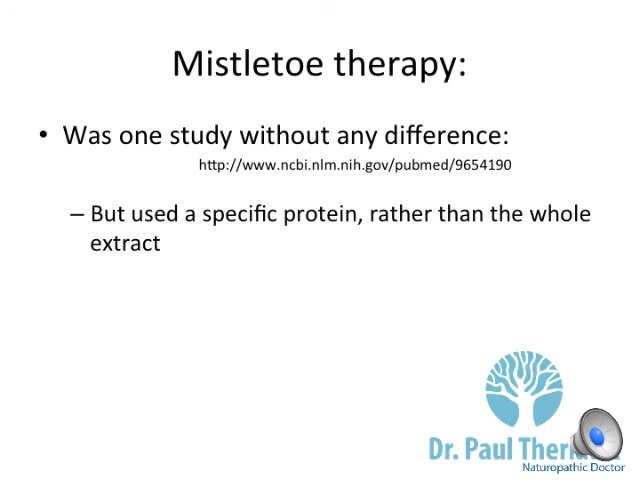 Mistletoe therapy:
• Was one study without any difference:
http://www.ncbi.nlm.nih.gov/pubmed/9654190
– But used a specific protein, rather than the whole
extract
Dr. Paul
Naturopathic Doctor